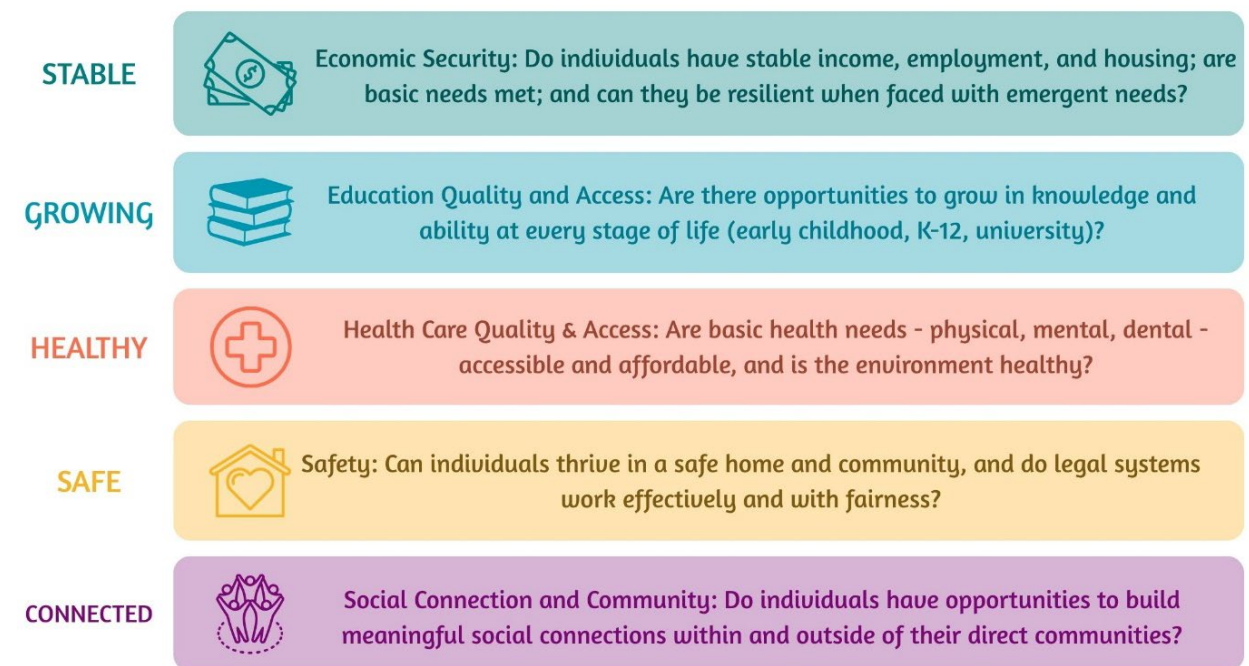 STABLE
Economic Security: Do individuals have stable income, employment, and housing; are
basic needs met; and can they be resilient when faced with emergent needs?
GROWING
Education Quality and Access: Are there opportunities to grow in knowledge and
ability at every stage of life (early childhood, K-12, university)?
HEALTHY
Health Care Quality & Access: Are basic health needs - physical, mental, dental -
accessible and affordable, and is the environment healthy?
SAFE
Safety: Can individuals thrive in a safe home and community, and do legal systems
work effectively and with fairness?
CONNECTED
Social Connection and Community: Do individuals have opportunities to build
meaningful social connections within and outside of their direct communities?